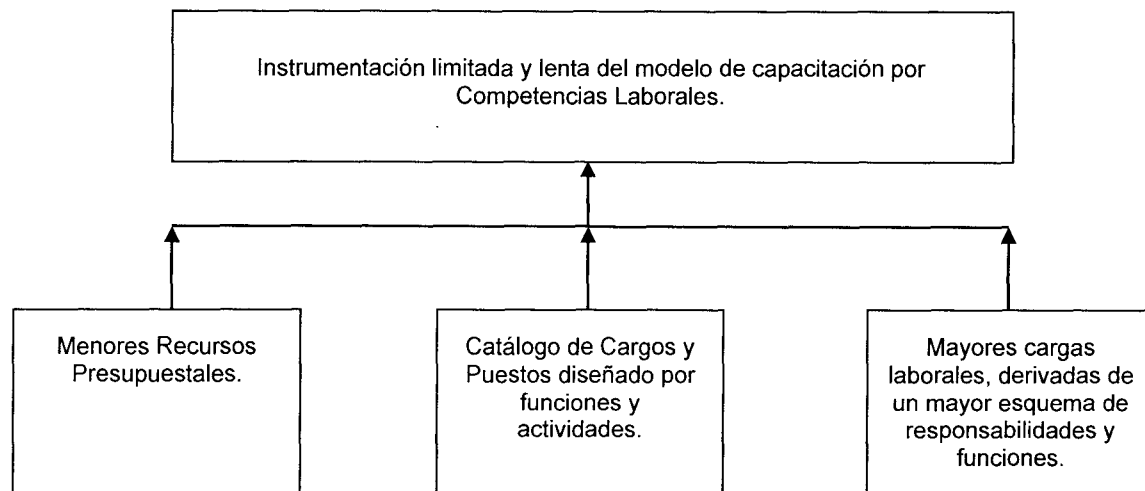 Instrumentación limitada y lenta del modelo de capacitación por
Competencias Laborales.
Menores Recursos
Presupuestales.
Catálogo de Cargos y
Puestos diseñado por
funciones y
actividades.
Mayores cargas
laborales, derivadas de
un mayor esquema de
responsabilidades y
funciones.